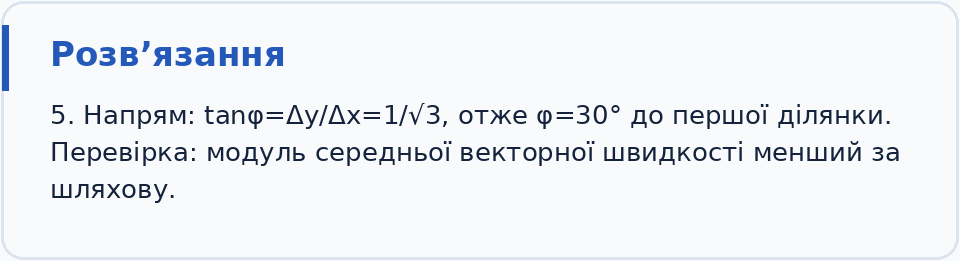 Розв’язання
5. Напрям: tanφ=Δy/Δx=1/√3, отже φ=30° до першої ділянки.
Перевірка: модуль середньої векторної швидкості менший за
шляхову.